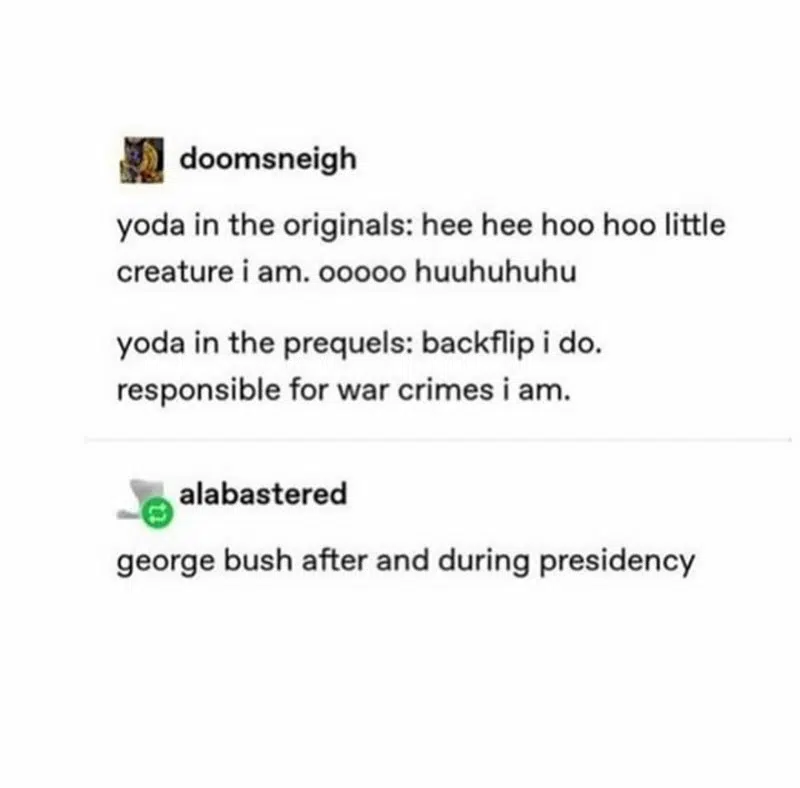 doomsneigh
yoda in the originals: hee hee hoo hoo little
creature i am. ooooo huuhuhuhu
yoda in the prequels: backflip i do.
responsible for war crimes i am.
alabastered
george bush after and during presidency